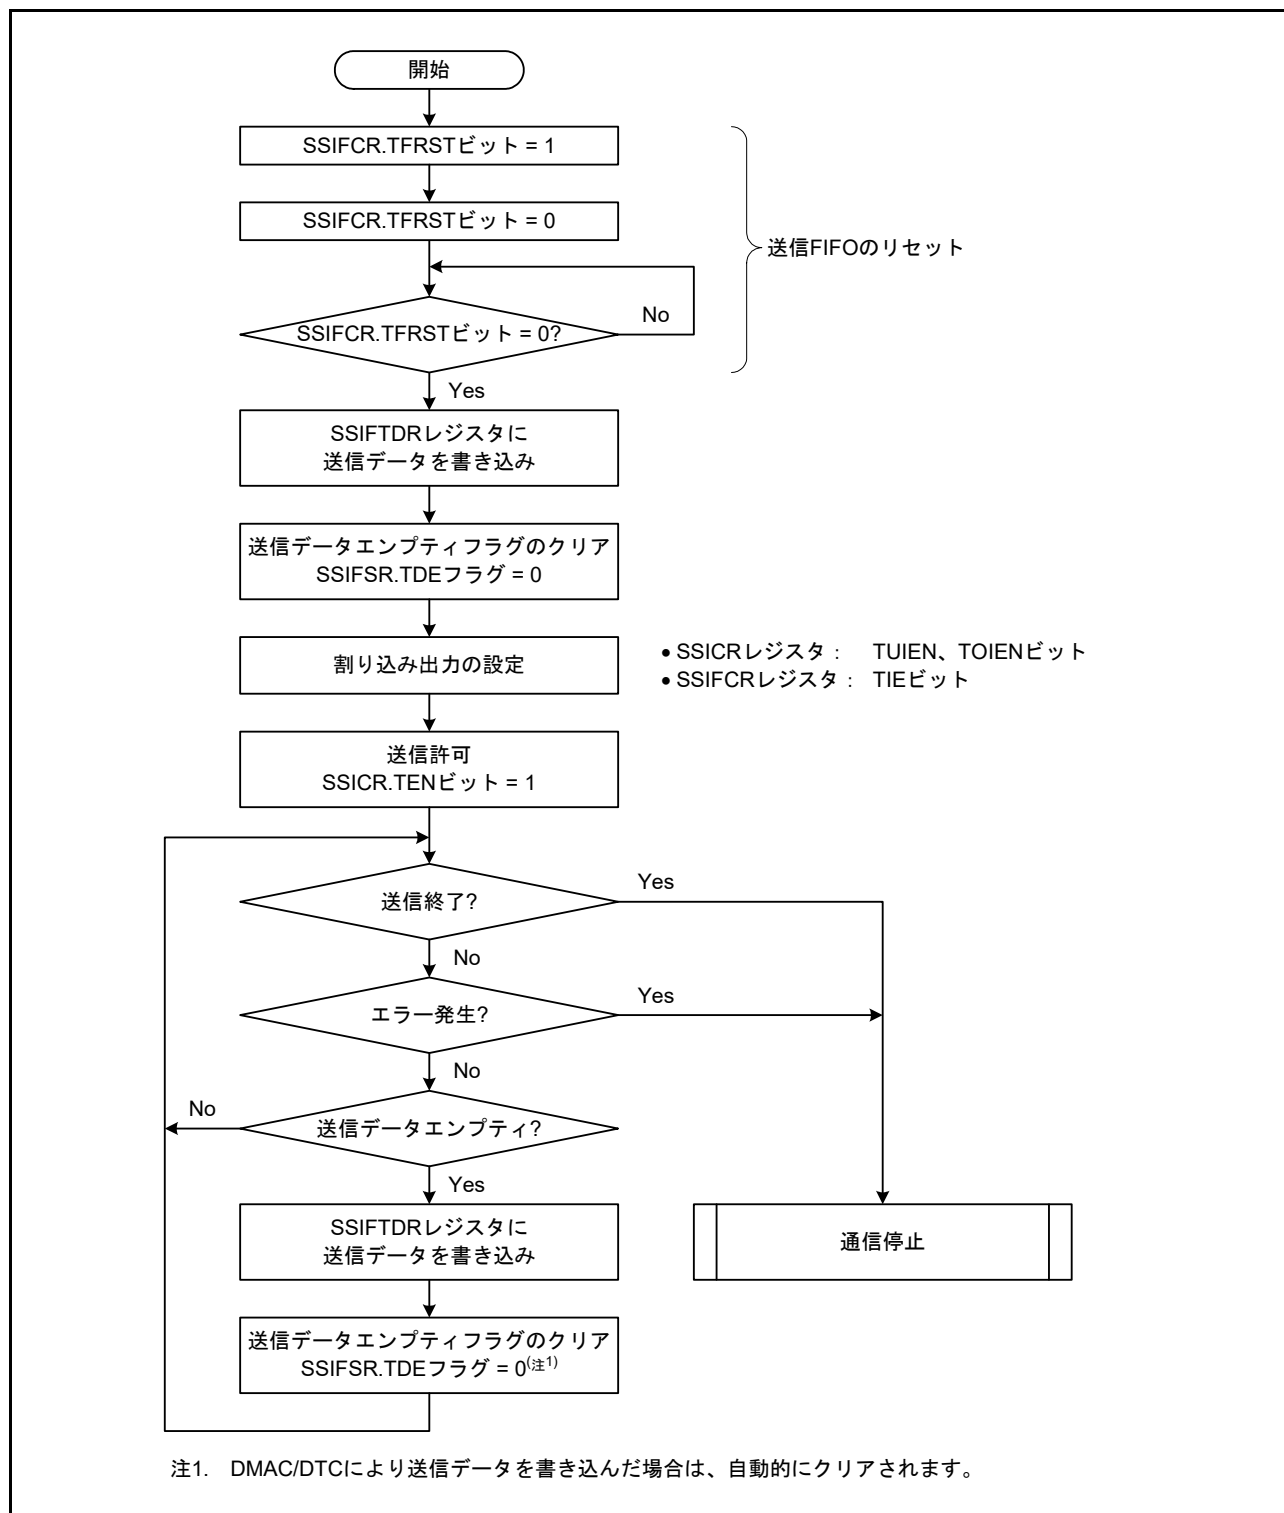 開始
SSIFCR.TFRSTビット = 1
SSIFCR.TFRSTビット = 0
送信FIFOのリセット
SSIFCR.TFRSTビット = 0?
No
Yes
SSIFTDRレジスタに
送信データを書き込み
送信データエンプティフラグのクリア
SSIFSR.TDEフラグ = 0
割り込み出力の設定
• SSICRレジスタ： TUIEN、TOIENビット
• SSIFCRレジスタ： TIEビット
送信許可
SSICR.TENビット = 1
送信終了?
Yes
No
エラー発生?
Yes
No
送信データエンプティ?
No
Yes
SSIFTDRレジスタに
送信データを書き込み
通信停止
送信データエンプティフラグのクリア
SSIFSR.TDEフラグ = 0(注1)
注1. DMAC/DTCにより送信データを書き込んだ場合は、自動的にクリアされます。